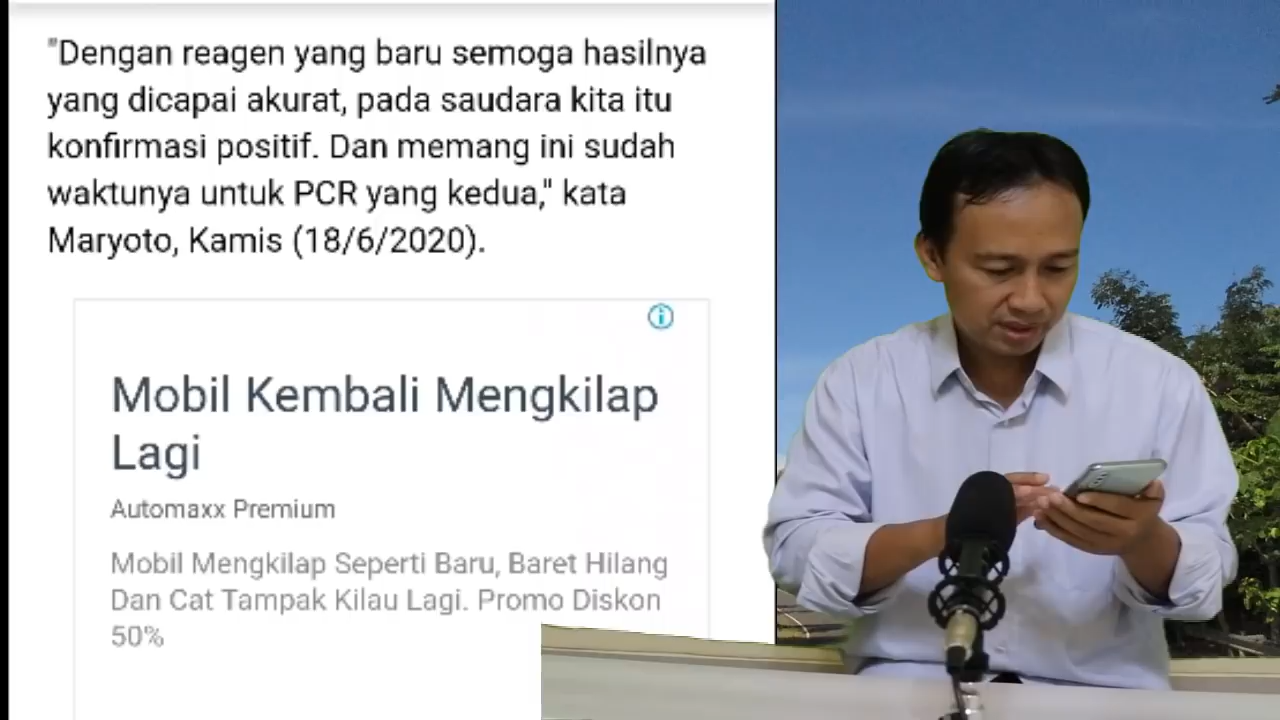 "Dengan reagen yang baru semoga hasilnya
yang dicapai akurat, pada saudara kita itu
konfirmasi positif. Dan memang ini sudah
waktunya untuk PCR yang kedua," kata
Maryoto, Kamis (18/6/2020).
Mobil Kembali Mengkilap
Lagi
Automaxx Premium
Mobil Mengkilap Seperti Baru, Baret Hilang
Dan Cat Tampak Kilau Lagi. Promo Diskon
50%